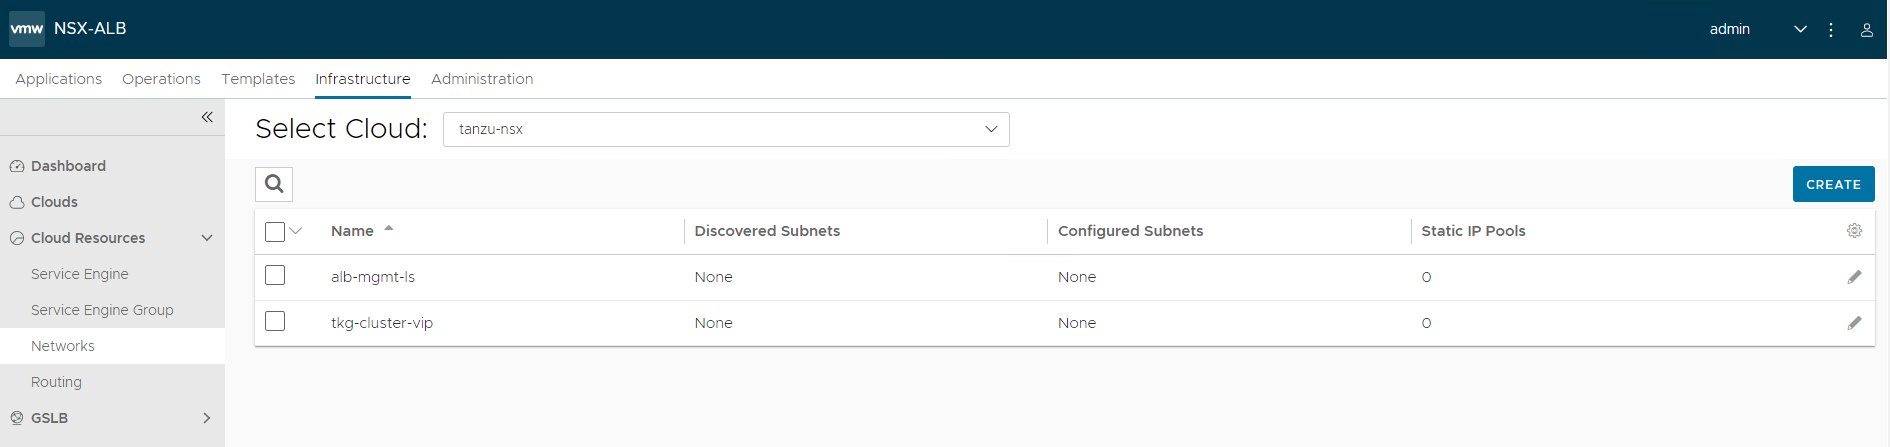 vmw NSX-ALB admin
Applications Operations Templates Infrastructure Administration
Select Cloud: tanzu-nsx
Dashboard
Clouds
Cloud Resources
Service Engine
Service Engine Group
Networks
Routing
GSLB
CREATE
Name Discovered Subnets Configured Subnets Static IP Pools
alb-mgmt-ls None None 0
tkg-cluster-vip None None 0